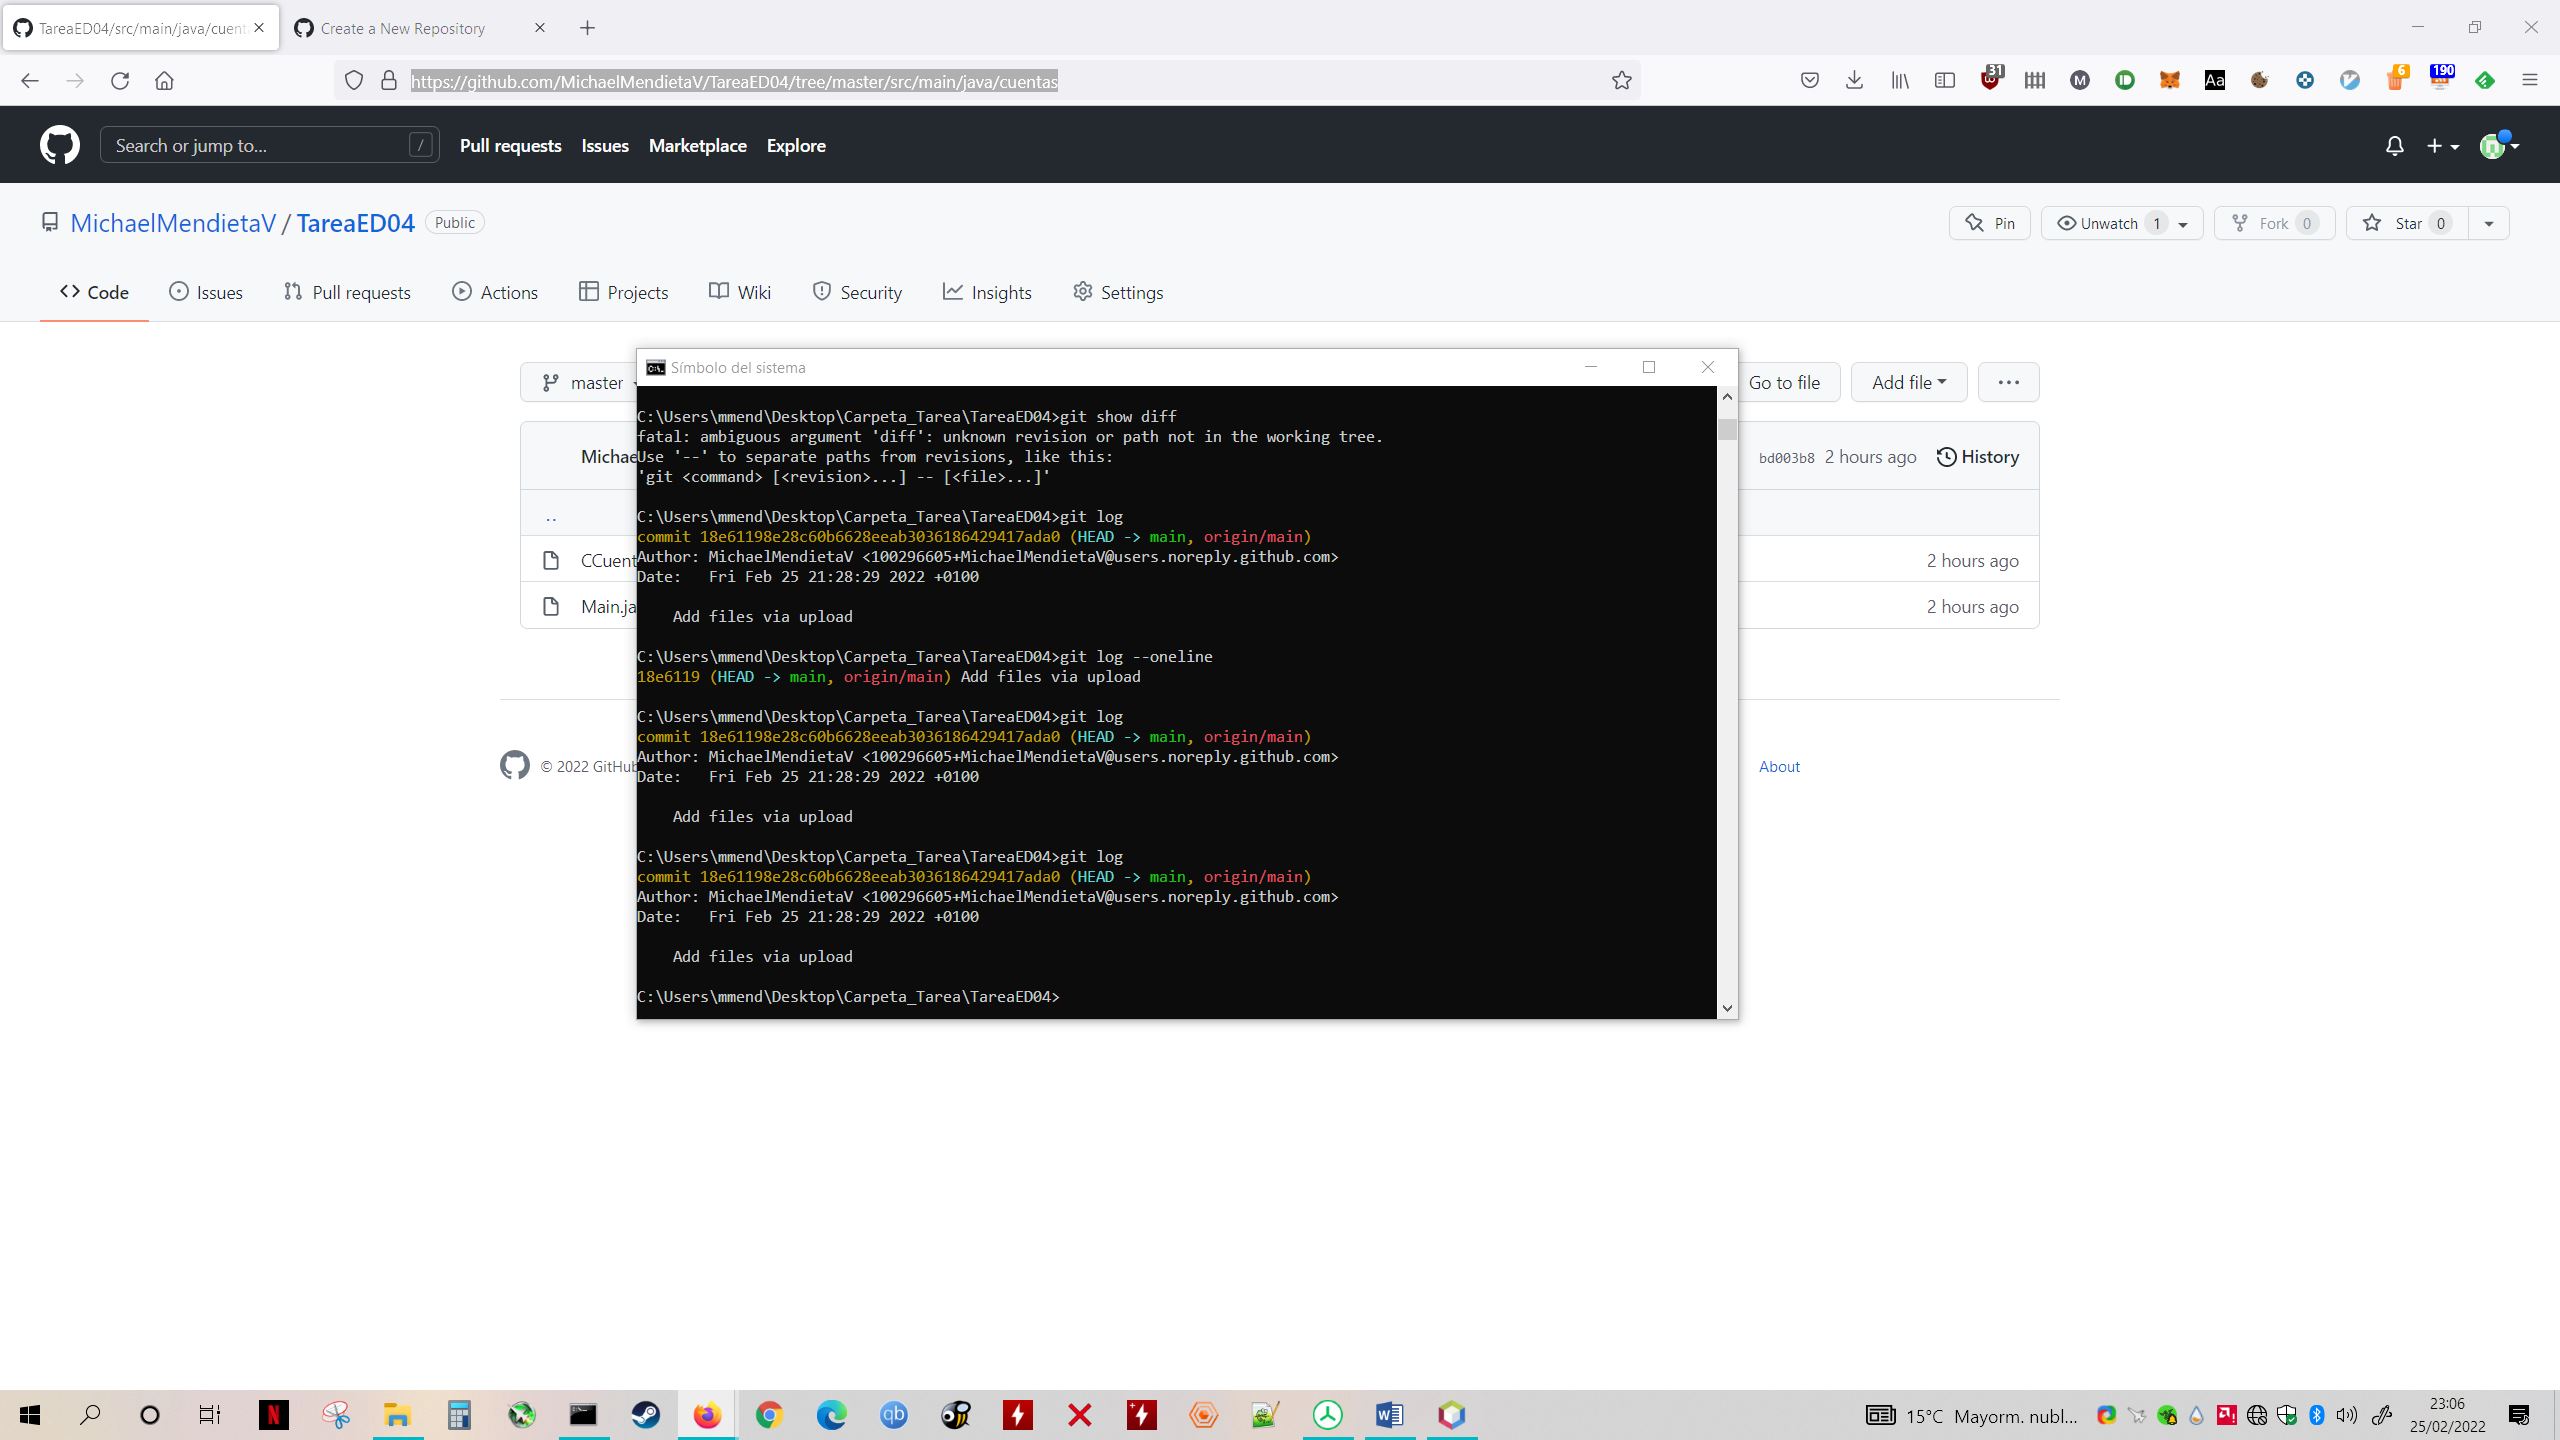 TareaED04/src/main/java/cuent
Create a New Repository
https://github.com/MichaelMendietaV/TareaED04/tree/master/src/main/java/cuentas
31
M
Aa
6
190
Search or jump to...
/
Pull requests
Issues
Marketplace
Explore
MichaelMendietaV / TareaED04
Public
Pin
Unwatch 1
Fork 0
Star 0
Code
Issues
Pull requests
Actions
Projects
Wiki
Security
Insights
Settings
master
Go to file
Add file
Michae
bd003b8 2 hours ago
History
..
CCuent
2 hours ago
Main.ja
2 hours ago
© 2022 GitHub
About
Símbolo del sistema
C:\Users\mmend\Desktop\Carpeta_Tarea\TareaED04>git show diff
fatal: ambiguous argument 'diff': unknown revision or path not in the working tree.
Use '--' to separate paths from revisions, like this:
'git <command> [<revision>...] -- [<file>...]'
C:\Users\mmend\Desktop\Carpeta_Tarea\TareaED04>git log
commit 18e61198e28c60b6628eeab3036186429417ada0 (HEAD -> main, origin/main)
Author: MichaelMendietaV <100296605+MichaelMendietaV@users.noreply.github.com>
Date:   Fri Feb 25 21:28:29 2022 +0100
Add files via upload
C:\Users\mmend\Desktop\Carpeta_Tarea\TareaED04>git log --oneline
18e6119 (HEAD -> main, origin/main) Add files via upload
C:\Users\mmend\Desktop\Carpeta_Tarea\TareaED04>git log
commit 18e61198e28c60b6628eeab3036186429417ada0 (HEAD -> main, origin/main)
Author: MichaelMendietaV <100296605+MichaelMendietaV@users.noreply.github.com>
Date:   Fri Feb 25 21:28:29 2022 +0100
Add files via upload
C:\Users\mmend\Desktop\Carpeta_Tarea\TareaED04>git log
commit 18e61198e28c60b6628eeab3036186429417ada0 (HEAD -> main, origin/main)
Author: MichaelMendietaV <100296605+MichaelMendietaV@users.noreply.github.com>
Date:   Fri Feb 25 21:28:29 2022 +0100
Add files via upload
C:\Users\mmend\Desktop\Carpeta_Tarea\TareaED04>
N
qb
15°C Mayorm. nubl...
23:06
25/02/2022